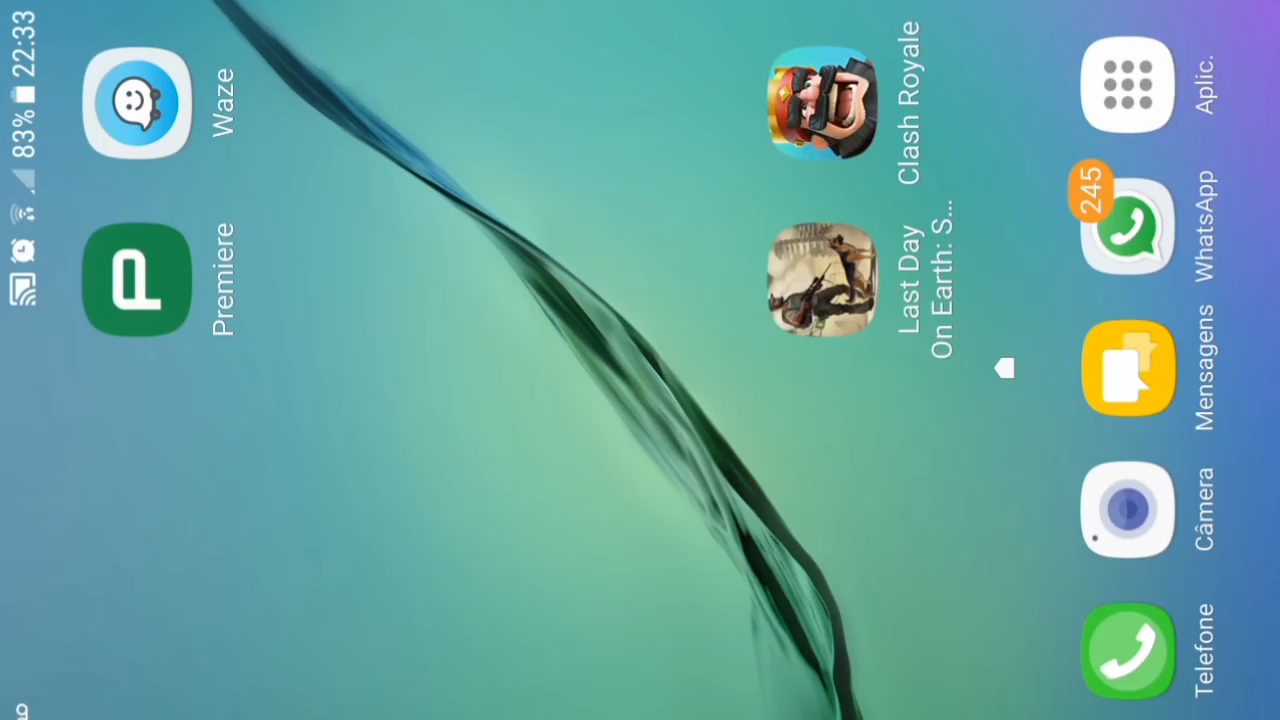 83% 22:33
Premiere
Waze
Last Day
On Earth: S...
Clash Royale
245
Telefone
Câmera
Mensagens
WhatsApp
Aplic.